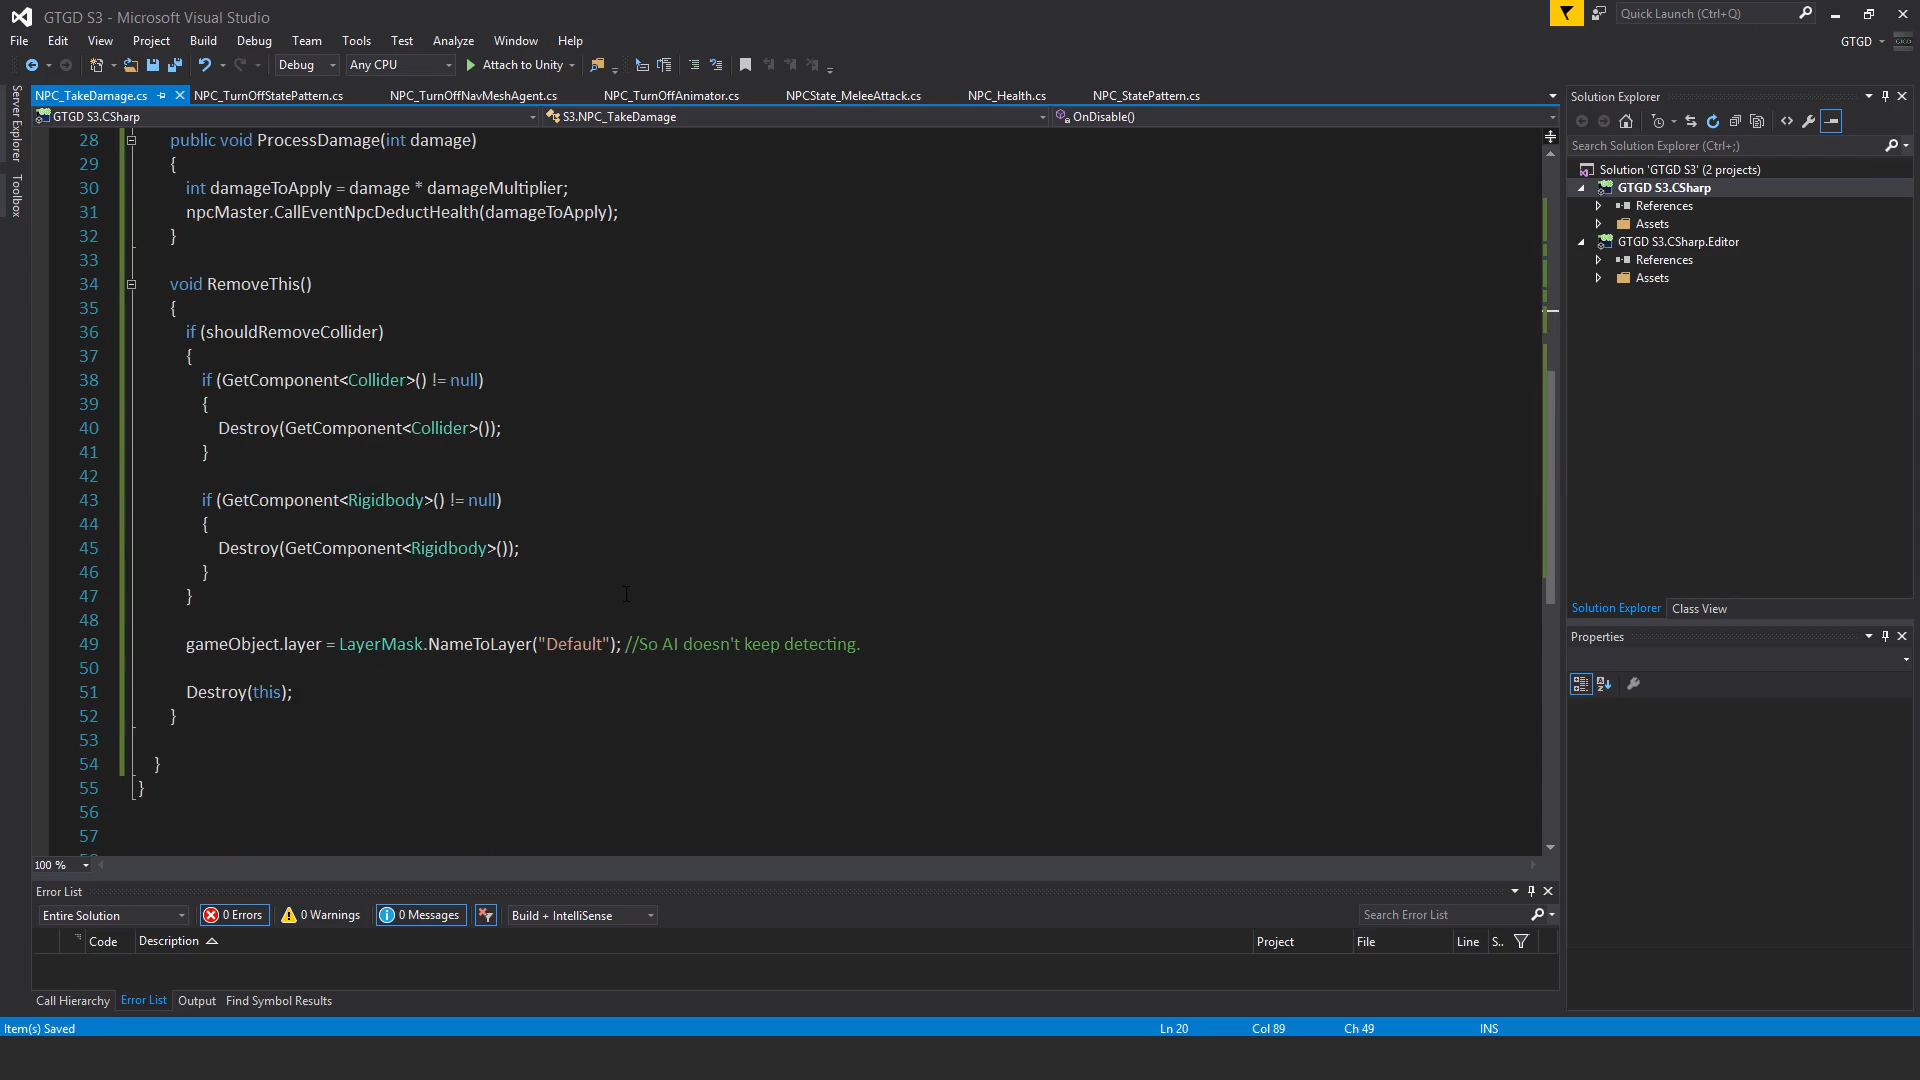 GTGD S3 - Microsoft Visual Studio
Quick Launch (Ctrl+Q)
File Edit View Project Build Debug Team Tools Test Analyze Window Help
GTGD
Debug Any CPU Attach to Unity
NPC_TakeDamage.cs NPC_TurnOffStatePattern.cs NPC_TurnOffNavMeshAgent.cs NPC_TurnOffAnimator.cs NPCState_MeleeAttack.cs NPC_Health.cs NPC_StatePattern.cs
GTGD S3.CSharp S3.NPC_TakeDamage OnDisable()
Server Explorer
Toolbox
28 public void ProcessDamage(int damage)
29 {
30 int damageToApply = damage * damageMultiplier;
31 npcMaster.CallEventNpcDeductHealth(damageToApply);
32 }
33
34 void RemoveThis()
35 {
36 if (shouldRemoveCollider)
37 {
38 if (GetComponent<Collider>() != null)
39 {
40 Destroy(GetComponent<Collider>());
41 }
42
43 if (GetComponent<Rigidbody>() != null)
44 {
45 Destroy(GetComponent<Rigidbody>());
46 }
47 }
48
49 gameObject.layer = LayerMask.NameToLayer("Default"); //So AI doesn't keep detecting.
50
51 Destroy(this);
52 }
53
54 }
55 }
56
57
100 %
Solution Explorer
Search Solution Explorer (Ctrl+;)
Solution 'GTGD S3' (2 projects)
GTGD S3.CSharp
References
Assets
GTGD S3.CSharp.Editor
References
Assets
Solution Explorer Class View
Properties
Error List
Entire Solution 0 Errors 0 Warnings 0 Messages Build + IntelliSense Search Error List
Code Description Project File Line S..
Call Hierarchy Error List Output Find Symbol Results
Item(s) Saved Ln 20 Col 89 Ch 49 INS